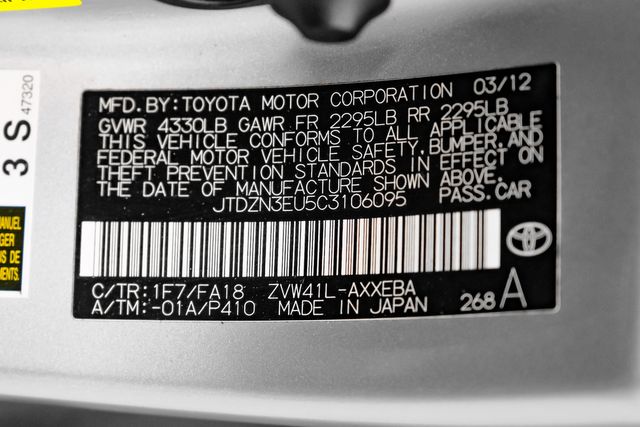 3 S 47320
MANUEL
MFD. BY: TOYOTA MOTOR CORPORATION 03/12
GVWR 4330LB GAWR FR 2295LB RR 2295LB
THIS VEHICLE CONFORMS TO ALL APPLICABLE
FEDERAL MOTOR VEHICLE SAFETY, BUMPER, AND
THEFT PREVENTION STANDARDS IN EFFECT ON
THE DATE OF MANUFACTURE SHOWN ABOVE.
JTDZN3EU5C3106095 PASS. CAR
C/TR: 1F7/FA18 ZVW41L-AXXEBA
A/TM: -01A/P410 MADE IN JAPAN 268 A